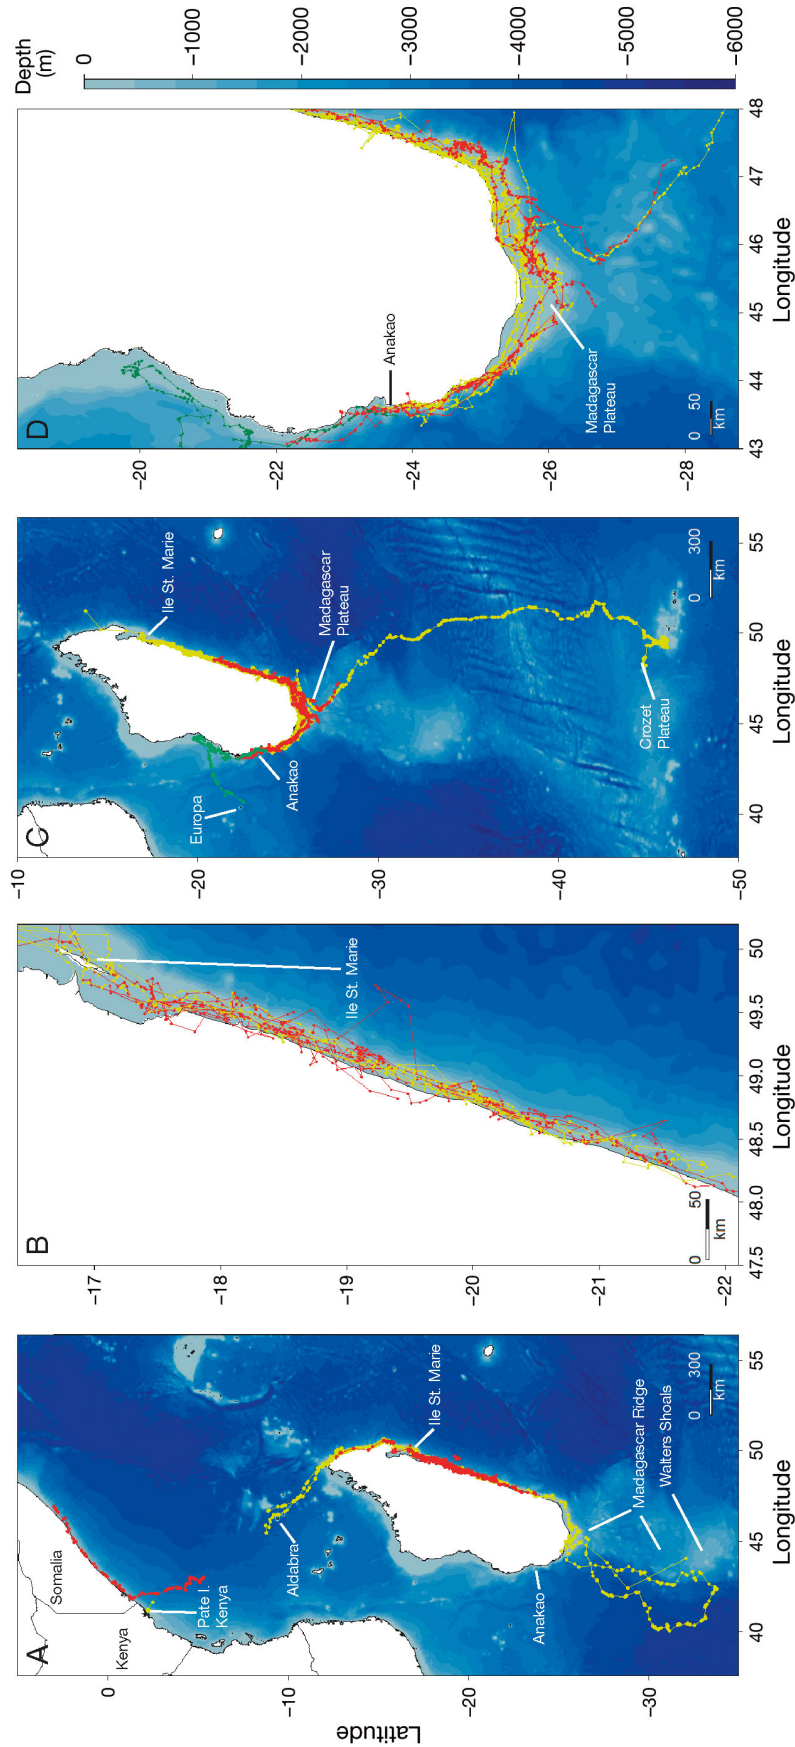 A
Somalia
Kenya
Pate I.
Kenya
Aldabra
Ile St. Marie
Anakao
Madagascar Ridge
Walters Shoals
0 300
km
0
−10
−20
−30
Latitude
40
45
50
55
Longitude
B
Ile St. Marie
0 50
km
−17
−18
−19
−20
−21
−22
47.5
48.0
48.5
49.0
49.5
50
Longitude
C
Ile St. Marie
Europa
Anakao
Madagascar
Plateau
Crozet
Plateau
0 300
km
−10
−20
−30
−40
−50
40
45
50
55
Longitude
D
Anakao
Madagascar
Plateau
0 50
km
−20
−22
−24
−26
−28
43
44
45
46
47
48
Longitude
Depth
(m)
0
−1000
−2000
−3000
−4000
−5000
−6000